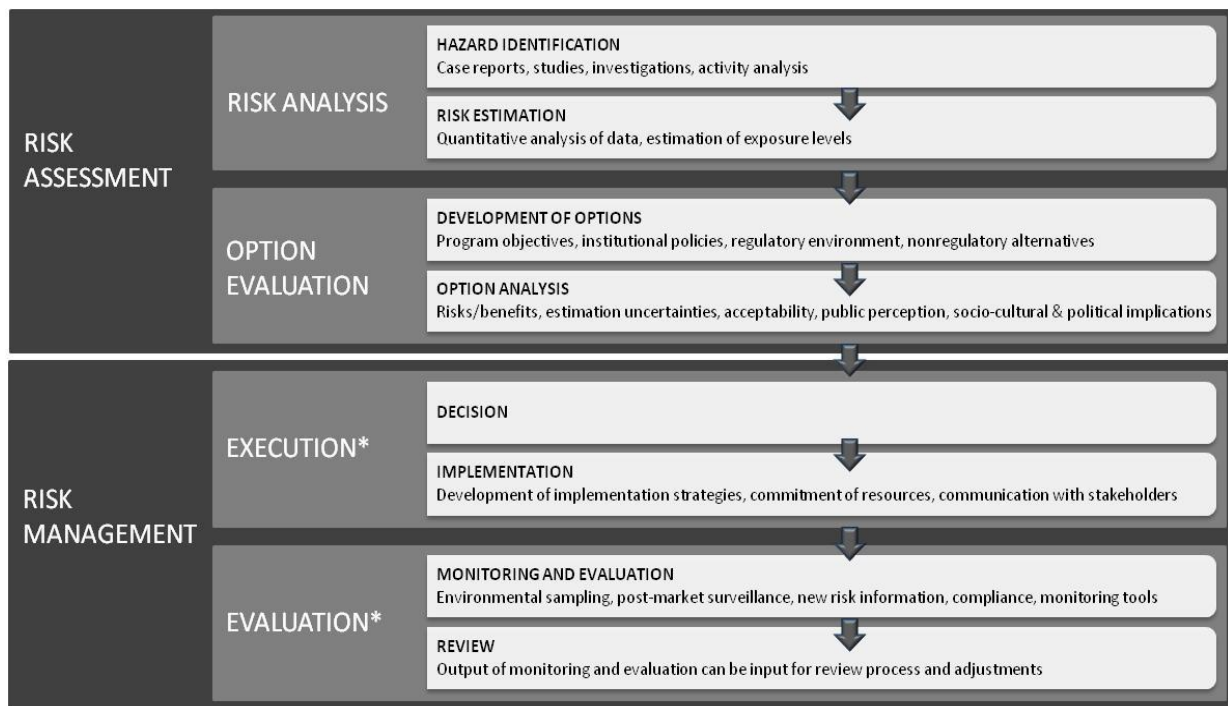 RISK
ASSESSMENT
RISK ANALYSIS
HAZARD IDENTIFICATION
Case reports, studies, investigations, activity analysis
RISK ESTIMATION
Quantitative analysis of data, estimation of exposure levels
OPTION
EVALUATION
DEVELOPMENT OF OPTIONS
Program objectives, institutional policies, regulatory environment, nonregulatory alternatives
OPTION ANALYSIS
Risks/benefits, estimation uncertainties, acceptability, public perception, socio-cultural & political implications
RISK
MANAGEMENT
EXECUTION*
DECISION
IMPLEMENTATION
Development of implementation strategies, commitment of resources, communication with stakeholders
EVALUATION*
MONITORING AND EVALUATION
Environmental sampling, post-market surveillance, new risk information, compliance, monitoring tools
REVIEW
Output of monitoring and evaluation can be input for review process and adjustments